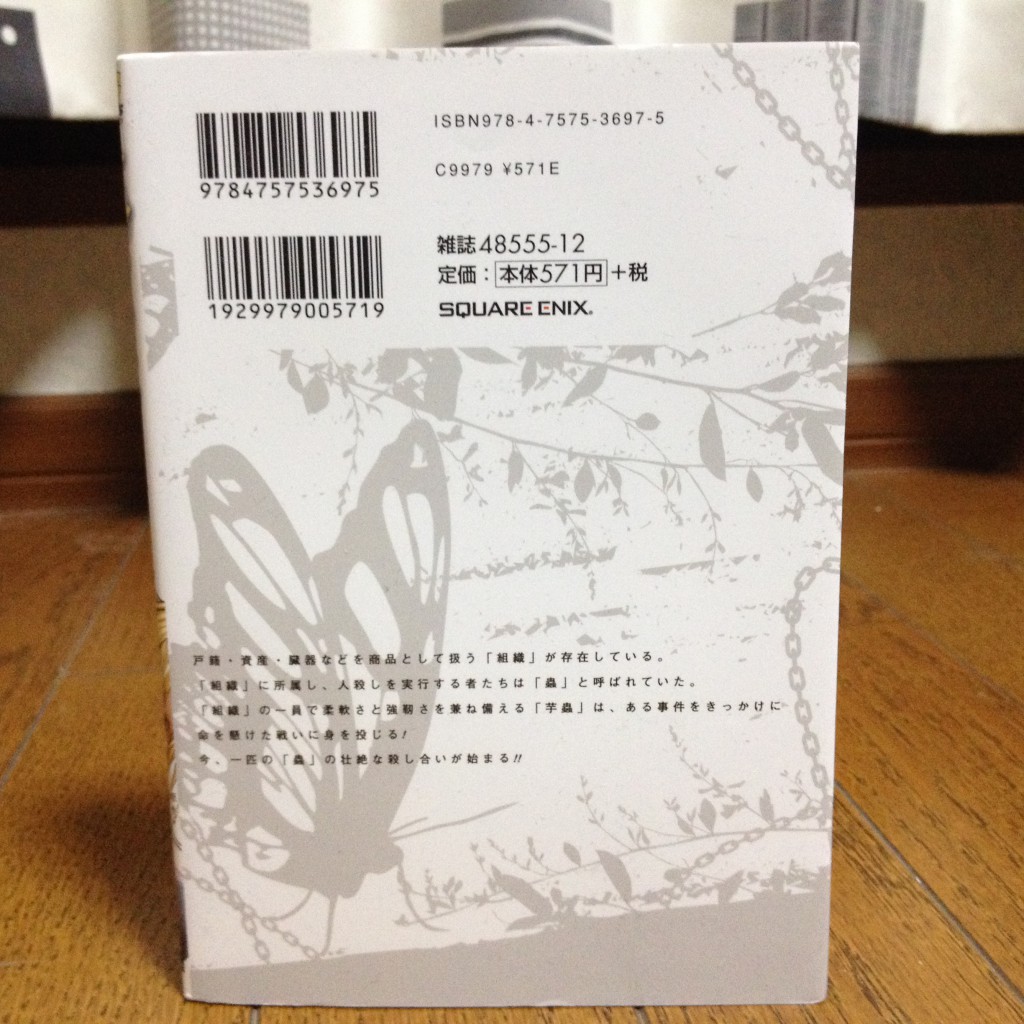 ISBN978-4-7575-3697-5
9784757536975
C9979 ¥571E
雑誌48555-12
定価：本体571円+税
1929979005719
SQUARE ENIX®
戸籍・資産・臓器などを商品として扱う「組織」が存在している。
「組織」に所属し、人殺しを実行する者たちは「蟲」と呼ばれていた。
「組織」の一員で柔軟さと強靭さを兼ね備える「芋蟲」は、ある事件をきっかけに
命を懸けた戦いに身を投じる!
今、一匹の「蟲」の壮絶な殺し合いが始まる!!